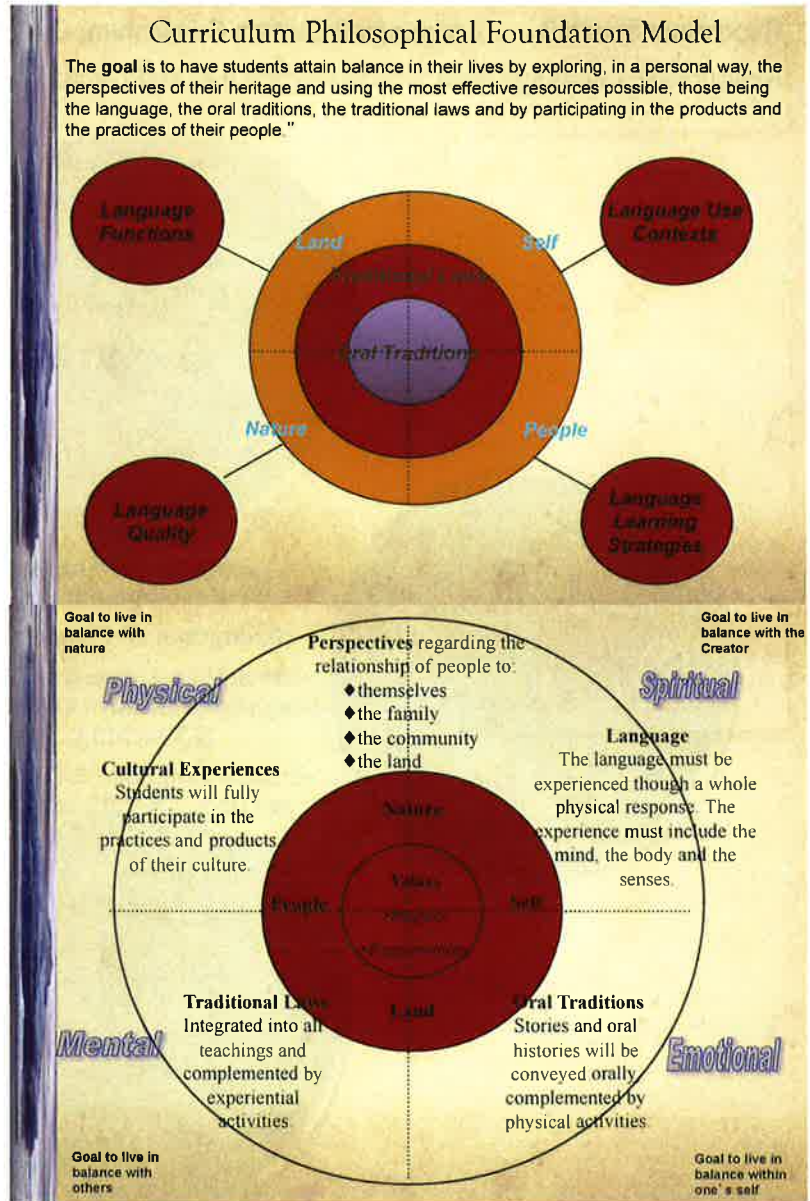 Curriculum Philosophical Foundation Model
The goal is to have students attain balance in their lives by exploring, in a personal way, the
perspectives of their heritage and using the most effective resources possible, those being
the language, the oral traditions, the traditional laws and by participating in the products and
the practices of their people."
Language
Functions
Language Use
Contexts
Land
Self
Traditional Laws
Oral Traditions
Nature
People
Language
Quality
Language
Learning
Strategies
Goal to live in
balance with
nature
Goal to live in
balance with the
Creator
Physical
Spiritual
Perspectives regarding the
relationship of people to:
♦themselves
♦the family
♦the community
♦the land
Cultural Experiences
Students will fully
participate in the
practices and products
of their culture.
Language
The language must be
experienced though a whole
physical response. The
experience must include the
mind, the body and the
senses.
Nature
People
Values
Self
Land
Traditional Laws
Integrated into all
teachings and
complemented by
experiential
activities.
Oral Traditions
Stories and oral
histories will be
conveyed orally,
complemented by
physical activities.
Mental
Emotional
Goal to live in
balance with
others
Goal to live in
balance within
one's self